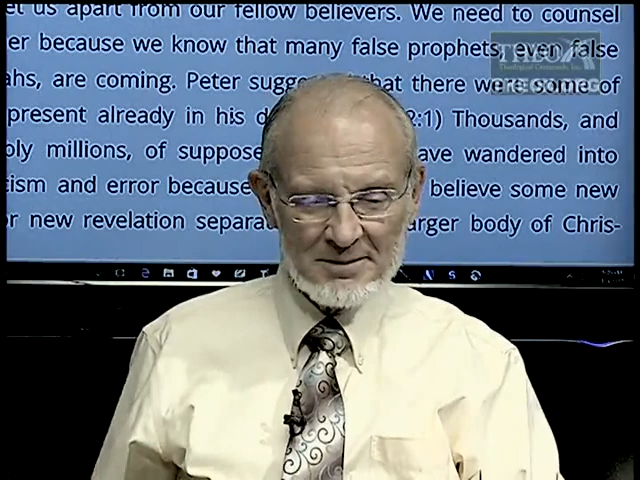 et us apart from our fellow believers. We need to counsel
er because we know that many false prophets, even false
ahs, are coming. Peter sugge that there were some of
present already in his d 2:1) Thousands, and
bly millions, of suppose ave wandered into
cism and error because believe some new
or new revelation separa arger body of Chris-